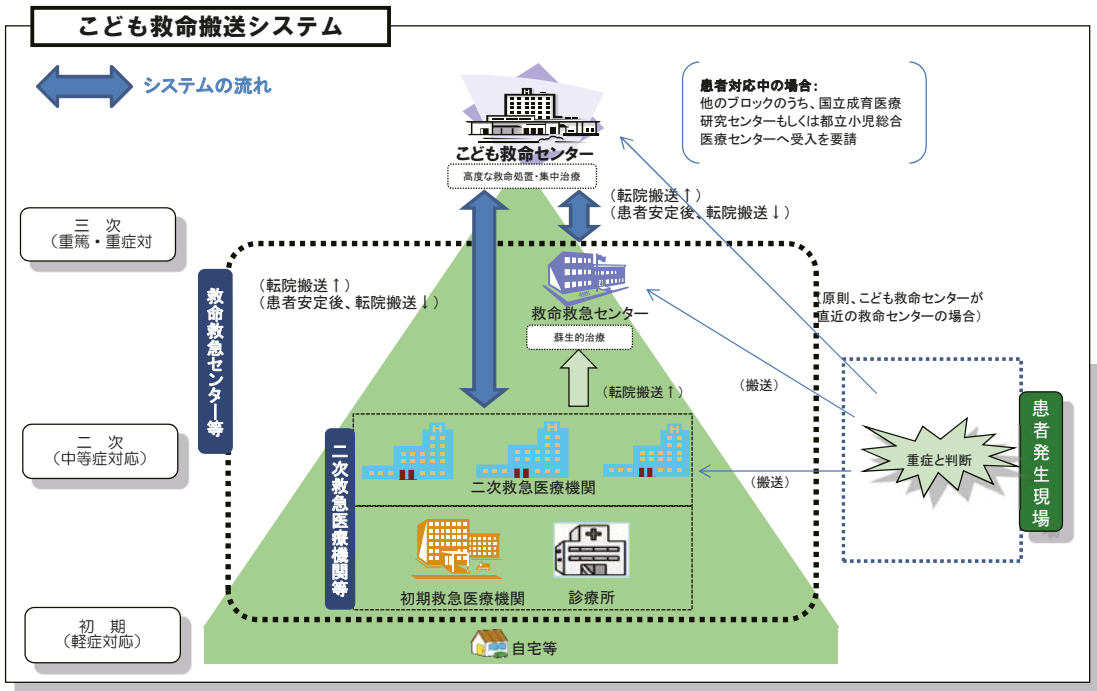 こども救命搬送システム
システムの流れ
患者対応中の場合:
他のブロックのうち、国立成育医療
研究センターもしくは都立小児総合
医療センターへ受入を要請
こども救命センター
高度な救命処置・集中治療
(転院搬送↑)
(患者安定後、転院搬送↓)
三 次
(重篤・重症対
(転院搬送↑)
(患者安定後、転院搬送↓)
救命救急センター等
救命救急センター
蘇生的治療
(原則、こども救命センターが
直近の救命センターの場合)
(搬送)
(転院搬送↑)
患者発生現場
重症と判断
二 次
(中等症対応)
二次救急医療機関等
二次救急医療機関
(搬送)
初期救急医療機関
診療所
初 期
(軽症対応)
自宅等